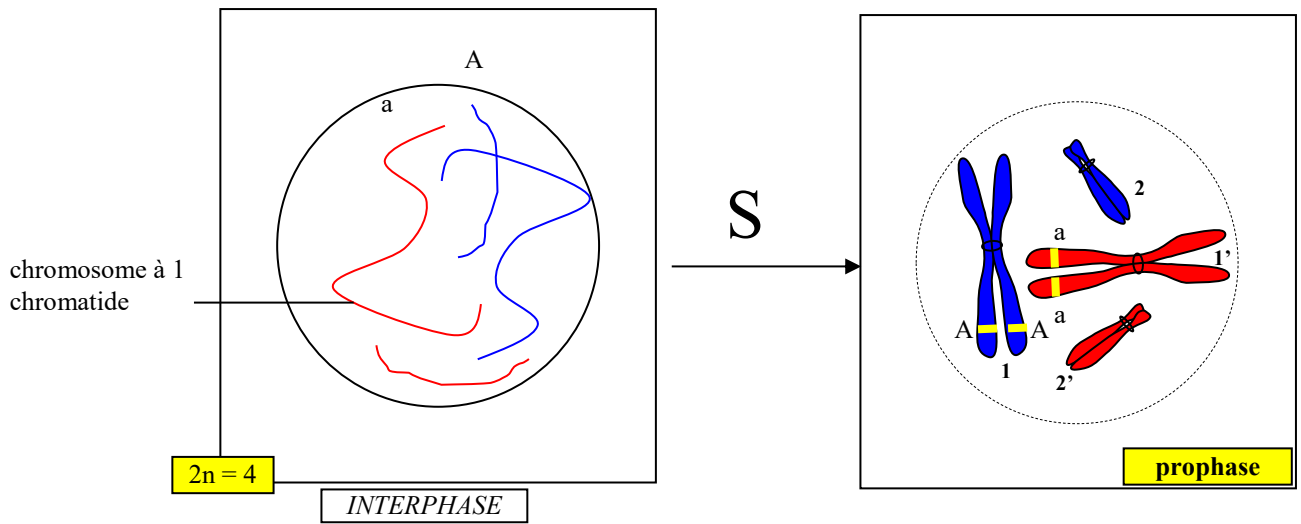 A
a
chromosome à 1
chromatide
2n = 4
INTERPHASE
S
2
a
1'
a
A
A
1
2'
prophase